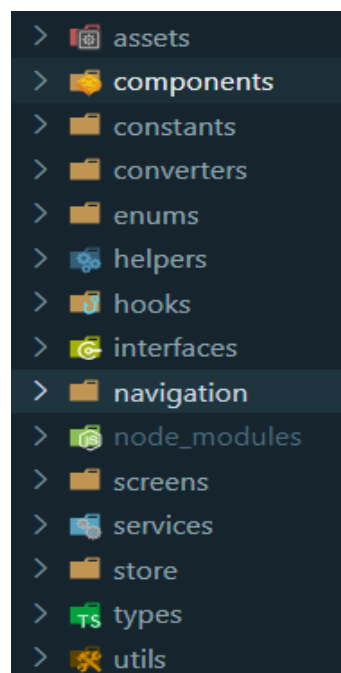 assets
components
constants
converters
enums
helpers
hooks
interfaces
navigation
node_modules
screens
services
store
types
utils